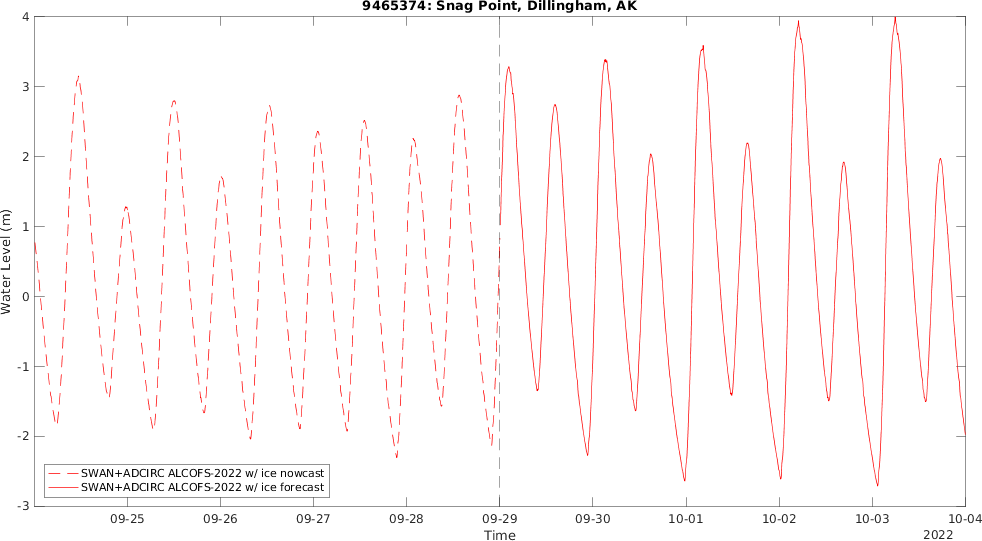 9465374: Snag Point, Dillingham, AK
4
3
2
1
0
-1
-2
-3
Water Level (m)
SWAN+ADCIRC ALCOFS-2022 w/ ice nowcast
SWAN+ADCIRC ALCOFS-2022 w/ ice forecast
09-25 09-26 09-27 09-28 09-29 09-30 10-01 10-02 10-03 10-04
Time
2022